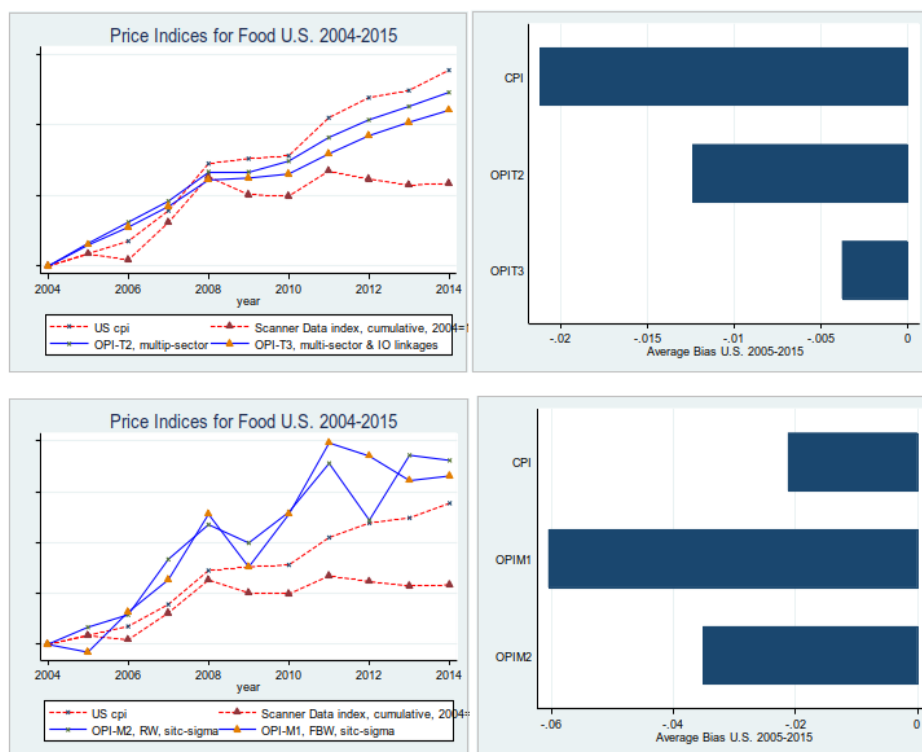 Price Indices for Food U.S. 2004-2015
2004 2006 2008 2010 2012 2014
year
US cpi
Scanner Data index, cumulative, 2004=
OPI-T2, multip-sector
OPI-T3, multi-sector & IO linkages
CPI
OPIT2
OPIT3
-.02 -.015 -.01 -.005 0
Average Bias U.S. 2005-2015
Price Indices for Food U.S. 2004-2015
2004 2006 2008 2010 2012 2014
year
US cpi
Scanner Data index, cumulative, 2004=
OPI-M2, RW, sitc-sigma
OPI-M1, FBW, sitc-sigma
CPI
OPIM1
OPIM2
-.06 -.04 -.02 0
Average Bias U.S. 2005-2015